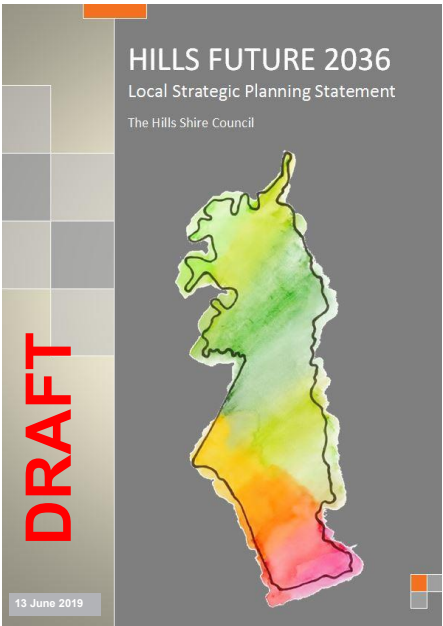 HILLS FUTURE 2036
Local Strategic Planning Statement
The Hills Shire Council
DRAFT
13 June 2019